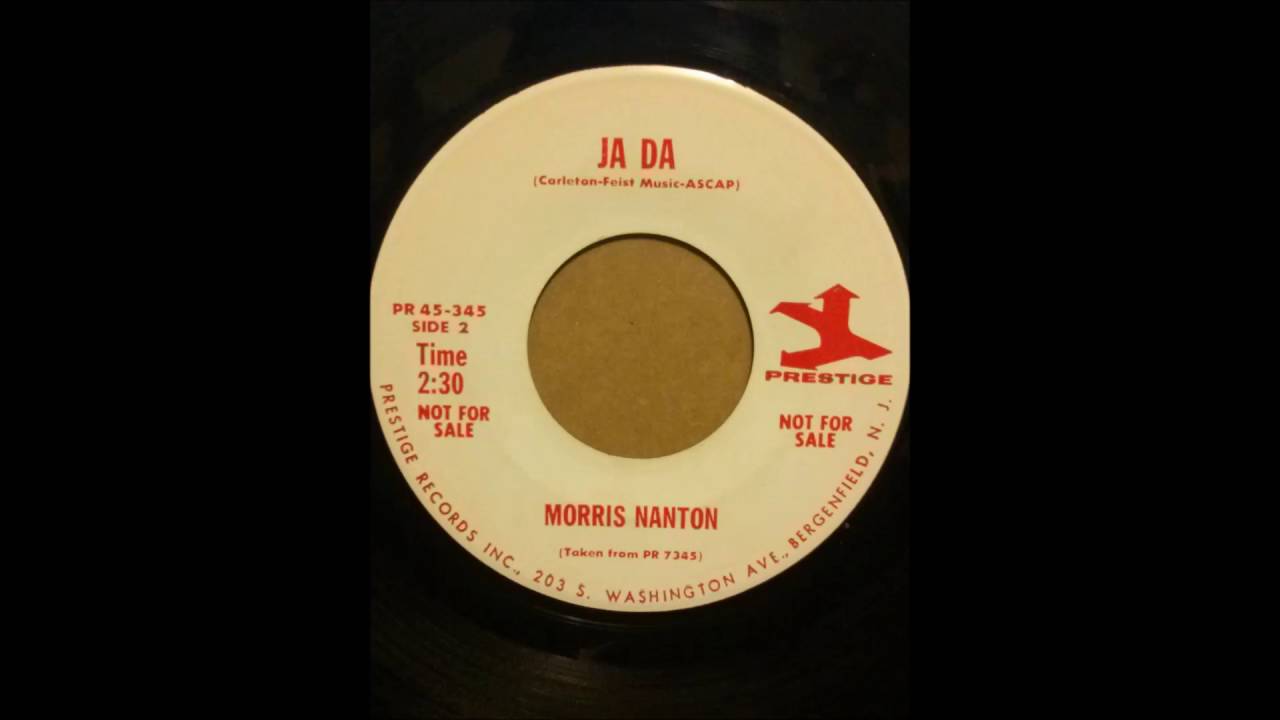 JA DA
(Carleton-Feist Music-ASCAP)
PR 45-345
SIDE 2
Time
2:30
NOT FOR
SALE
PRESTIGE
NOT FOR
SALE
MORRIS NANTON
(Taken from PR 7345)
PRESTIGE RECORDS INC., 203 S. WASHINGTON AVE., BERGENFIELD, N. J.